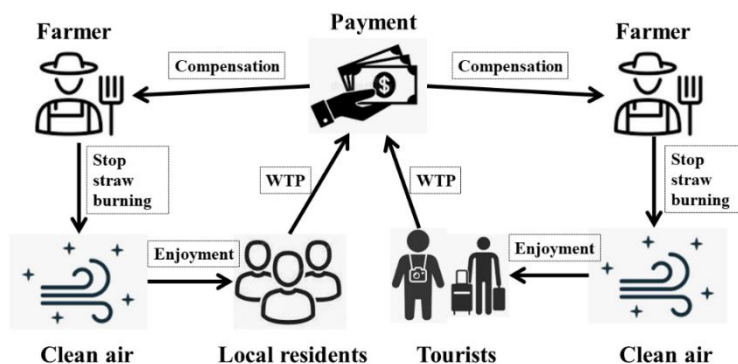 Payment
Farmer
Farmer
Compensation
Compensation
$
Stop
straw
burning
WTP
WTP
Stop
straw
burning
Enjoyment
Enjoyment
Clean air
Local residents
Tourists
Clean air